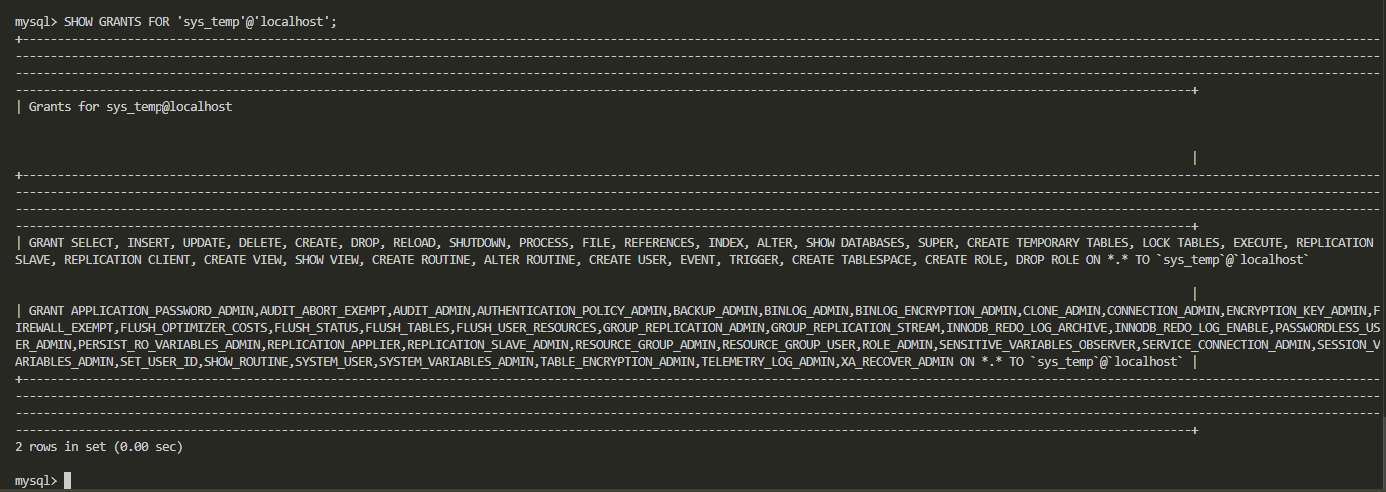 mysql> SHOW GRANTS FOR 'sys_temp'@'localhost';
+------------------------------------------------------------------------------------------------
| Grants for sys_temp@localhost
|
+------------------------------------------------------------------------------------------------
| GRANT SELECT, INSERT, UPDATE, DELETE, CREATE, DROP, RELOAD, SHUTDOWN, PROCESS, FILE, REFERENCES, INDEX, ALTER, SHOW DATABASES, SUPER, CREATE TEMPORARY TABLES, LOCK TABLES, EXECUTE, REPLICATION
SLAVE, REPLICATION CLIENT, CREATE VIEW, SHOW VIEW, CREATE ROUTINE, ALTER ROUTINE, CREATE USER, EVENT, TRIGGER, CREATE TABLESPACE, CREATE ROLE, DROP ROLE ON *.* TO `sys_temp`@`localhost`
|
| GRANT APPLICATION_PASSWORD_ADMIN,AUDIT_ABORT_EXEMPT,AUDIT_ADMIN,AUTHENTICATION_POLICY_ADMIN,BACKUP_ADMIN,BINLOG_ADMIN,BINLOG_ENCRYPTION_ADMIN,CLONE_ADMIN,CONNECTION_ADMIN,ENCRYPTION_KEY_ADMIN,F
IREWALL_EXEMPT,FLUSH_OPTIMIZER_COSTS,FLUSH_STATUS,FLUSH_TABLES,FLUSH_USER_RESOURCES,GROUP_REPLICATION_ADMIN,GROUP_REPLICATION_STREAM,INNODB_REDO_LOG_ARCHIVE,INNODB_REDO_LOG_ENABLE,PASSWORDLESS_US
ER_ADMIN,PERSIST_RO_VARIABLES_ADMIN,REPLICATION_APPLIER,REPLICATION_SLAVE_ADMIN,RESOURCE_GROUP_ADMIN,RESOURCE_GROUP_USER,ROLE_ADMIN,SENSITIVE_VARIABLES_OBSERVER,SERVICE_CONNECTION_ADMIN,SESSION_V
ARIABLES_ADMIN,SET_USER_ID,SHOW_ROUTINE,SYSTEM_USER,SYSTEM_VARIABLES_ADMIN,TABLE_ENCRYPTION_ADMIN,TELEMETRY_LOG_ADMIN,XA_RECOVER_ADMIN ON *.* TO `sys_temp`@`localhost` |
+------------------------------------------------------------------------------------------------
2 rows in set (0.00 sec)
mysql>